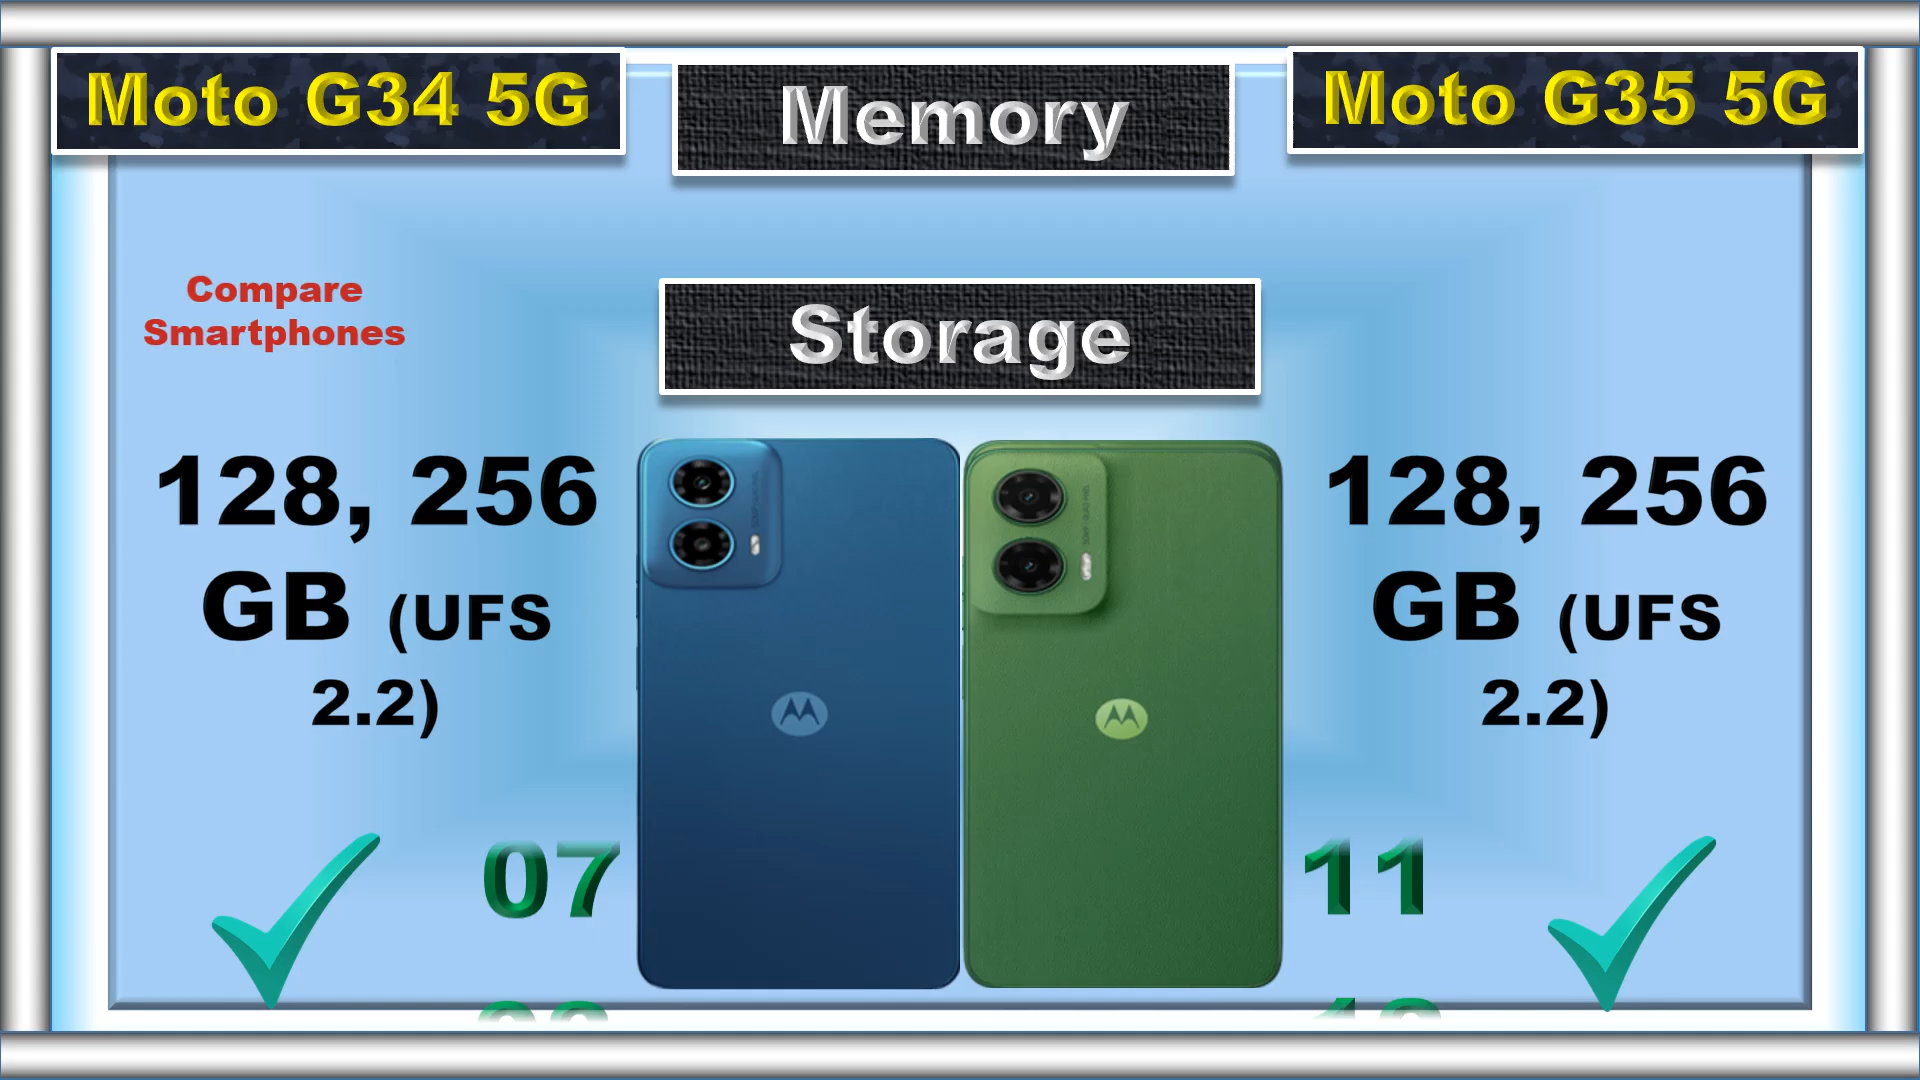 Moto G34 5G
Memory
Moto G35 5G
Compare
Smartphones
Storage
128, 256
GB (UFS
2.2)
128, 256
GB (UFS
2.2)
07
11